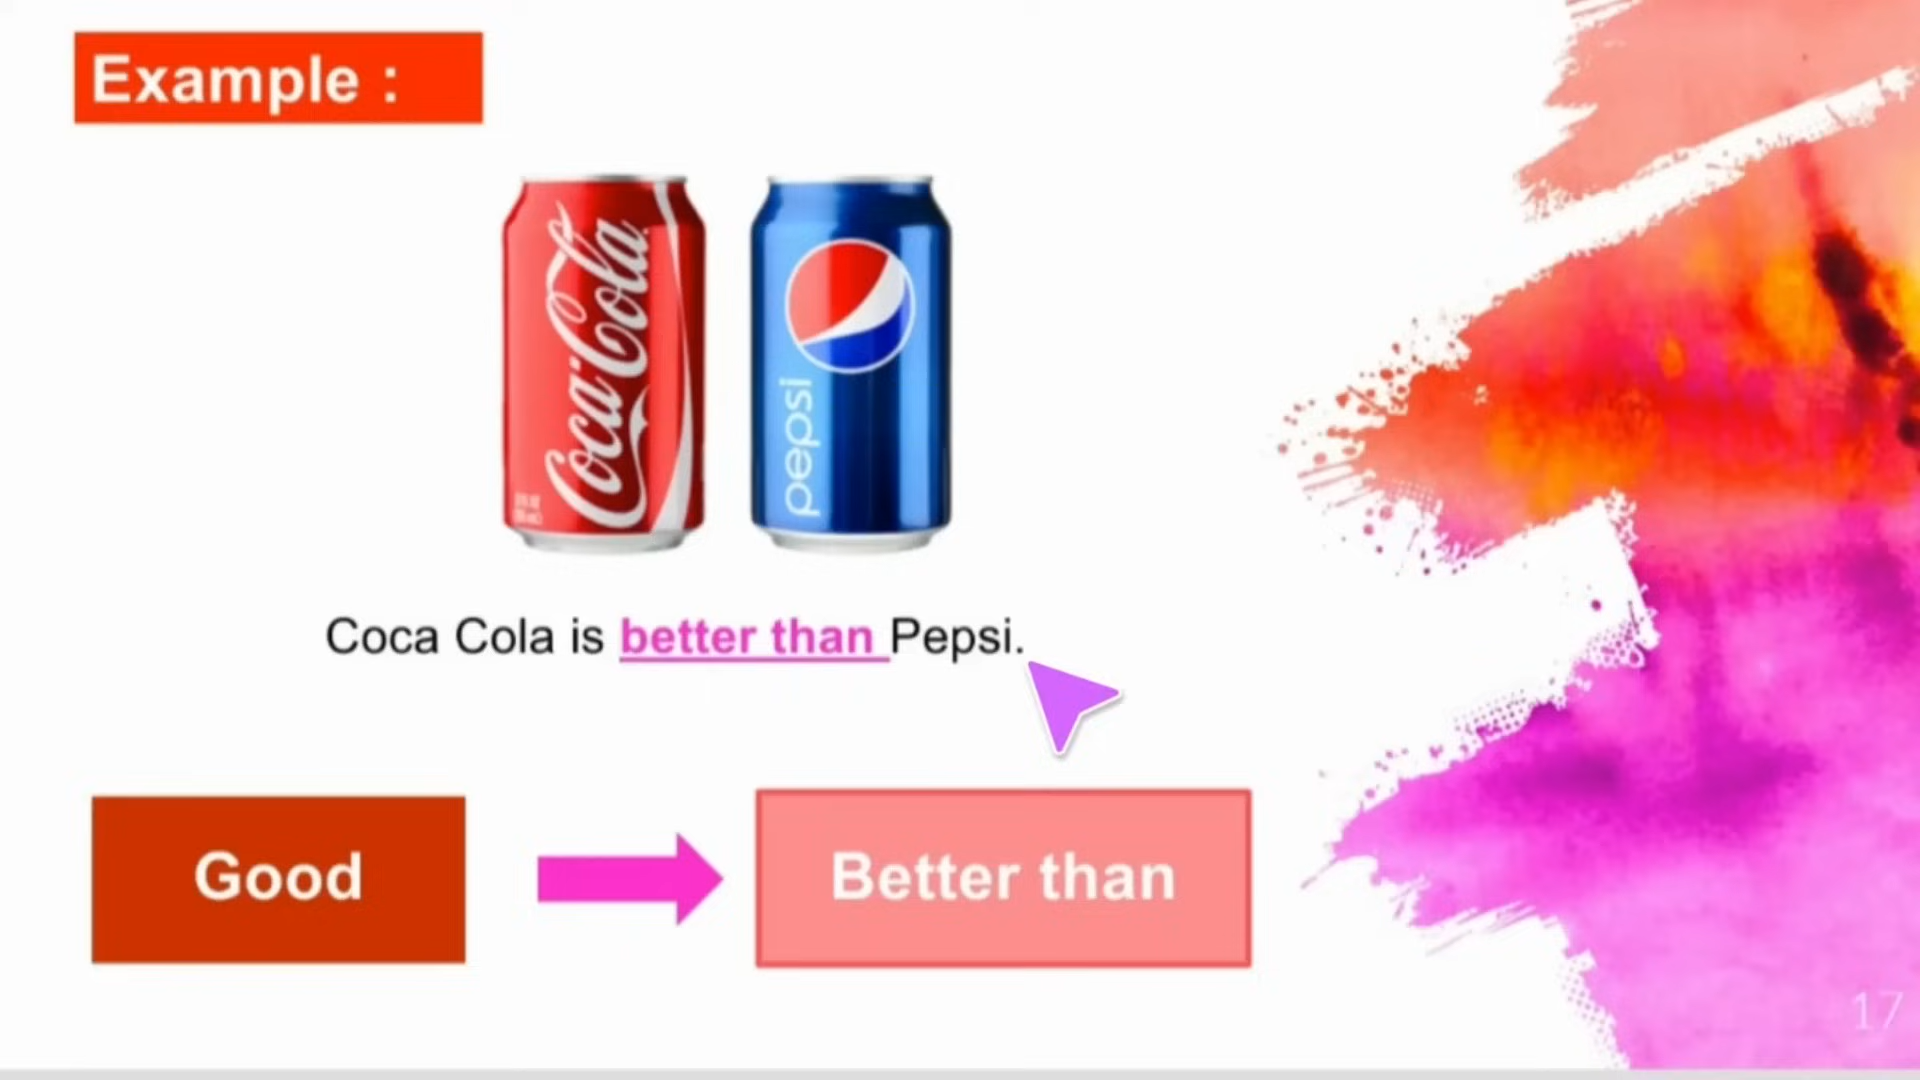 Example :
Coca-Cola
pepsi
Coca Cola is better than Pepsi.
Good
Better than
17